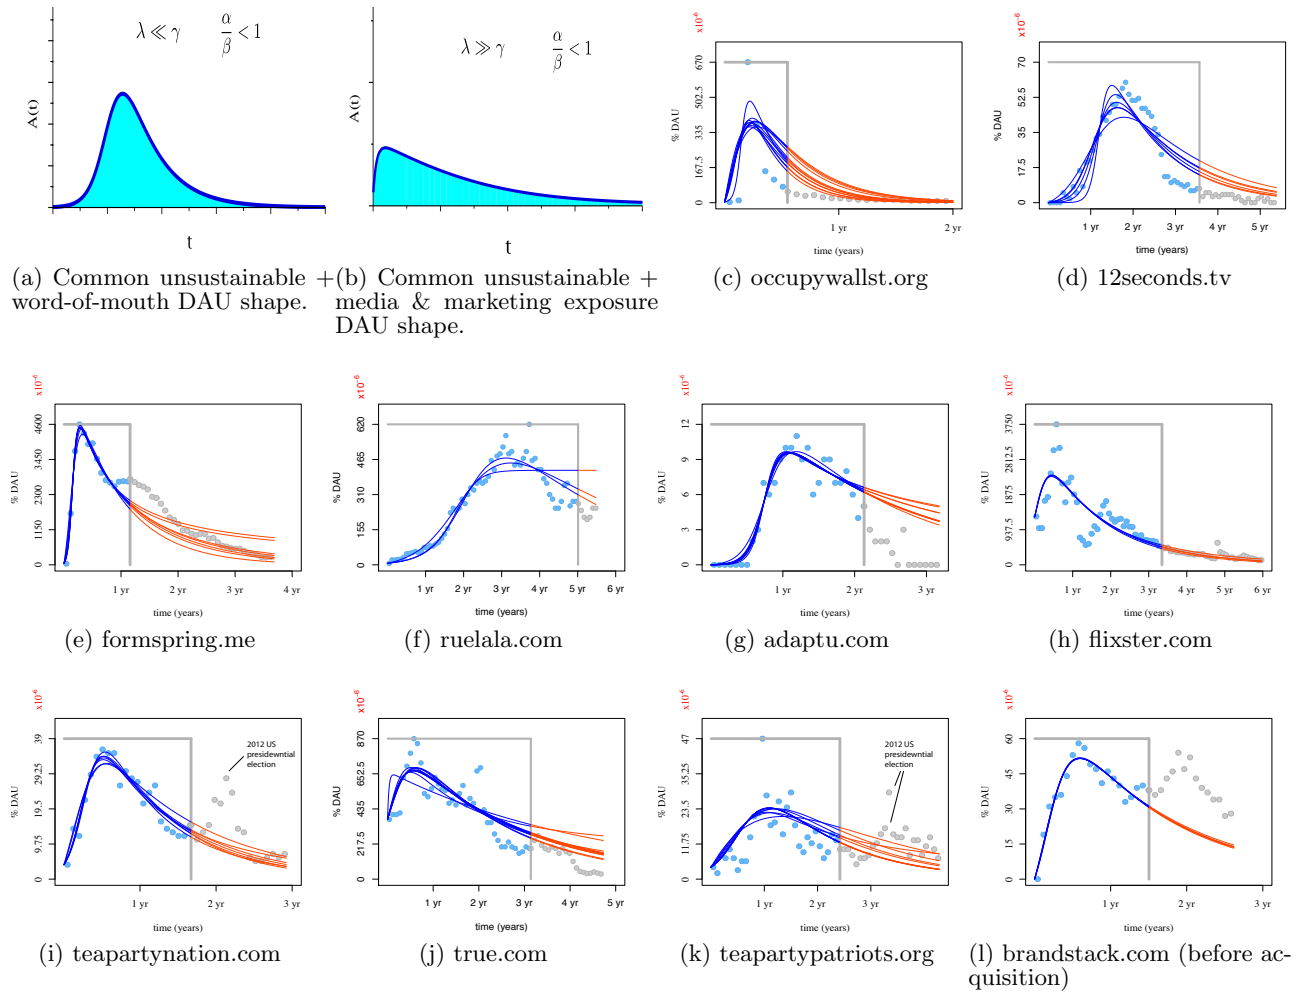 λ ≪ γ α/β < 1
A(t)
t
(a) Common unsustainable +
word-of-mouth DAU shape.
λ ≫ γ α/β < 1
A(t)
t
(b) Common unsustainable +
media & marketing exposure
DAU shape.
x10⁻⁶
% DAU
0 167.5 335 502.5 670
1 yr 2 yr
time (years)
(c) occupywallst.org
x10⁻⁶
% DAU
0 17.5 35 52.5 70
1 yr 2 yr 3 yr 4 yr 5 yr
time (years)
(d) 12seconds.tv
x10⁻⁶
% DAU
0 1150 2300 3450 4600
1 yr 2 yr 3 yr 4 yr
time (years)
(e) formspring.me
x10⁻⁶
% DAU
0 155 310 465 620
1 yr 2 yr 3 yr 4 yr 5 yr 6 yr
time (years)
(f) ruelala.com
x10⁻⁶
% DAU
0 3 6 9 12
1 yr 2 yr 3 yr
time (years)
(g) adaptu.com
x10⁻⁶
% DAU
0 937.5 1875 2812.5 3750
1 yr 2 yr 3 yr 4 yr 5 yr 6 yr
time (years)
(h) flixster.com
x10⁻⁶
% DAU
0 9.75 19.5 29.25 39
2012 US
presidewntial
election
1 yr 2 yr 3 yr
time (years)
(i) teapartynation.com
x10⁻⁶
% DAU
0 217.5 435 652.5 870
1 yr 2 yr 3 yr 4 yr 5 yr
time (years)
(j) true.com
x10⁻⁶
% DAU
0 11.75 23.5 35.25 47
2012 US
presidewntial
election
1 yr 2 yr 3 yr
time (years)
(k) teapartypatriots.org
x10⁻⁶
% DAU
0 15 30 45 60
1 yr 2 yr 3 yr
time (years)
(l) brandstack.com (before ac-
quisition)